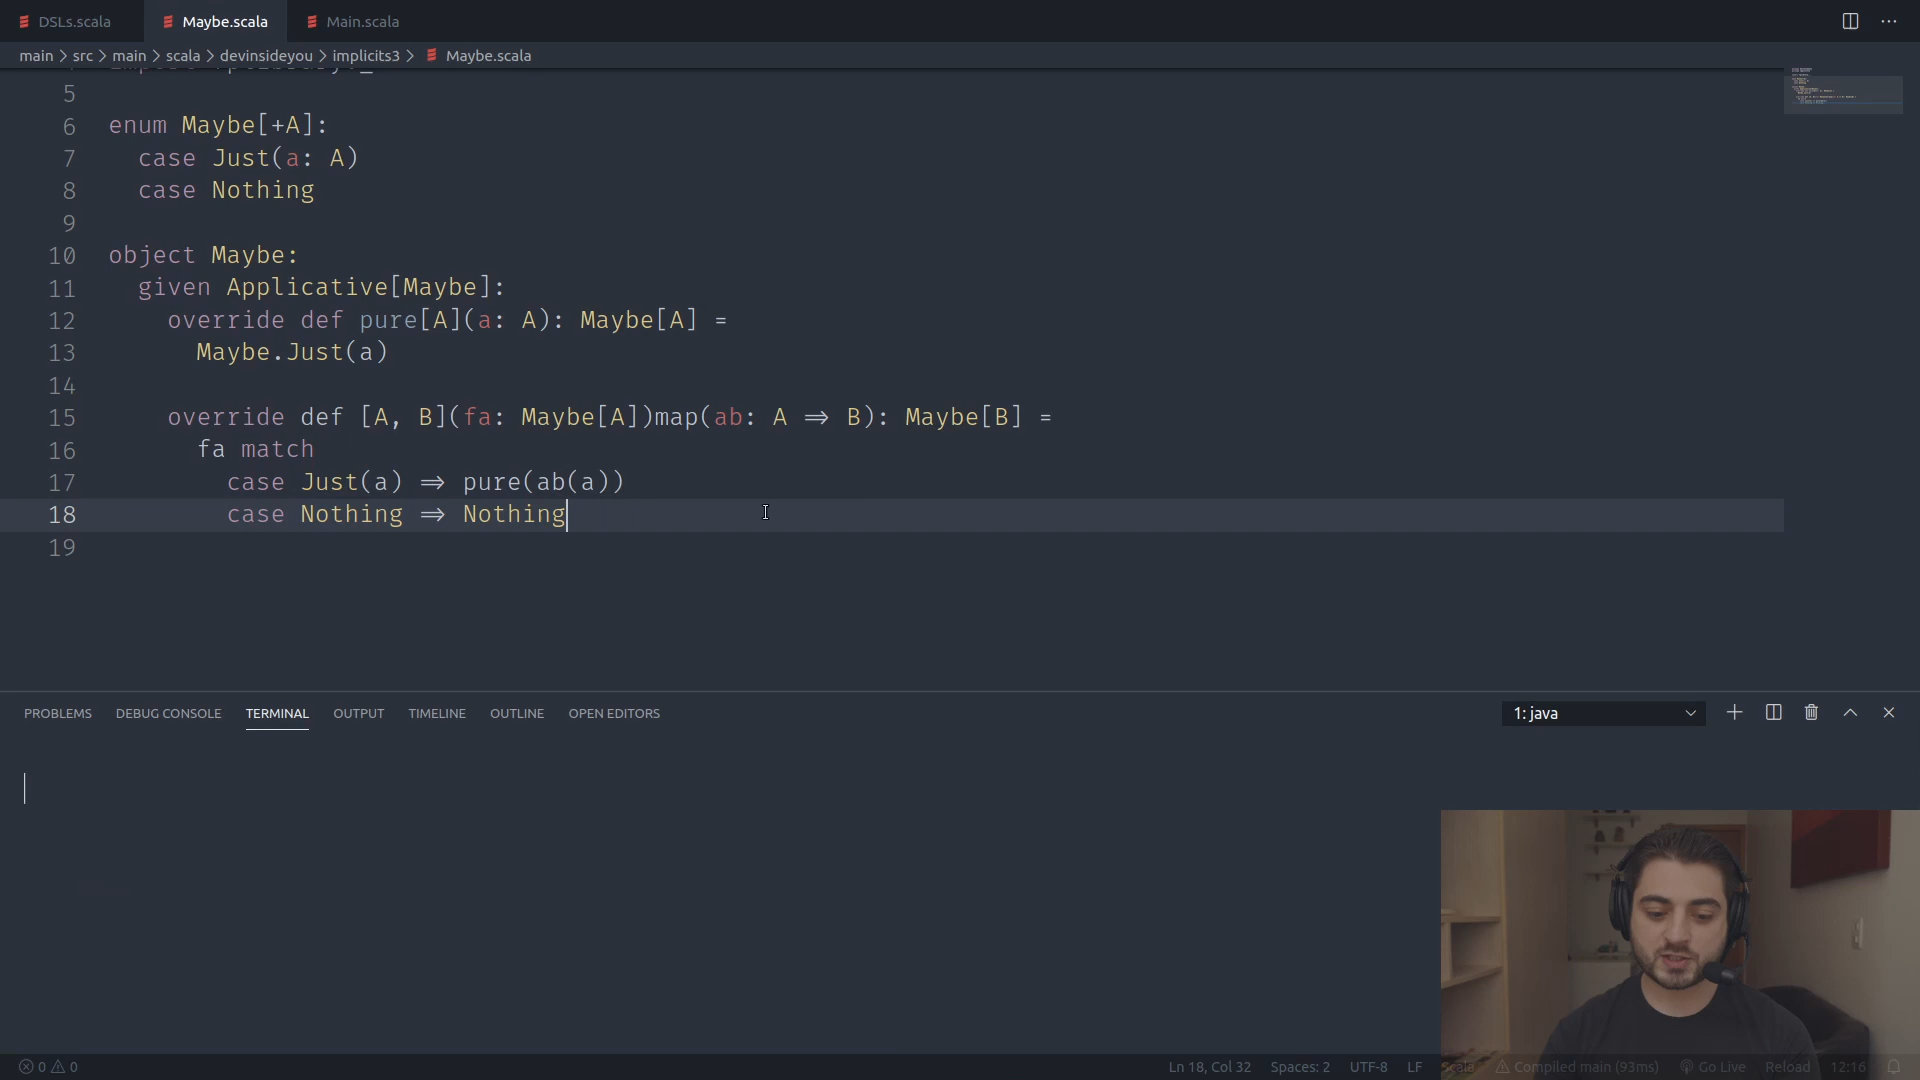 DSLs.scala Maybe.scala Main.scala
main > src > main > scala > devinsideyou > implicits3 > Maybe.scala
5
6 enum Maybe[+A]:
7 case Just(a: A)
8 case Nothing
9
10 object Maybe:
11 given Applicative[Maybe]:
12 override def pure[A](a: A): Maybe[A] =
13 Maybe.Just(a)
14
15 override def [A, B](fa: Maybe[A])map(ab: A ⇒ B): Maybe[B] =
16 fa match
17 case Just(a) ⇒ pure(ab(a))
18 case Nothing ⇒ Nothing
19
PROBLEMS DEBUG CONSOLE TERMINAL OUTPUT TIMELINE OUTLINE OPEN EDITORS 1: java
0 0 Ln 18, Col 32 Spaces: 2 UTF-8 LF Scala Compiled main (93ms) Go Live Reload 12:16